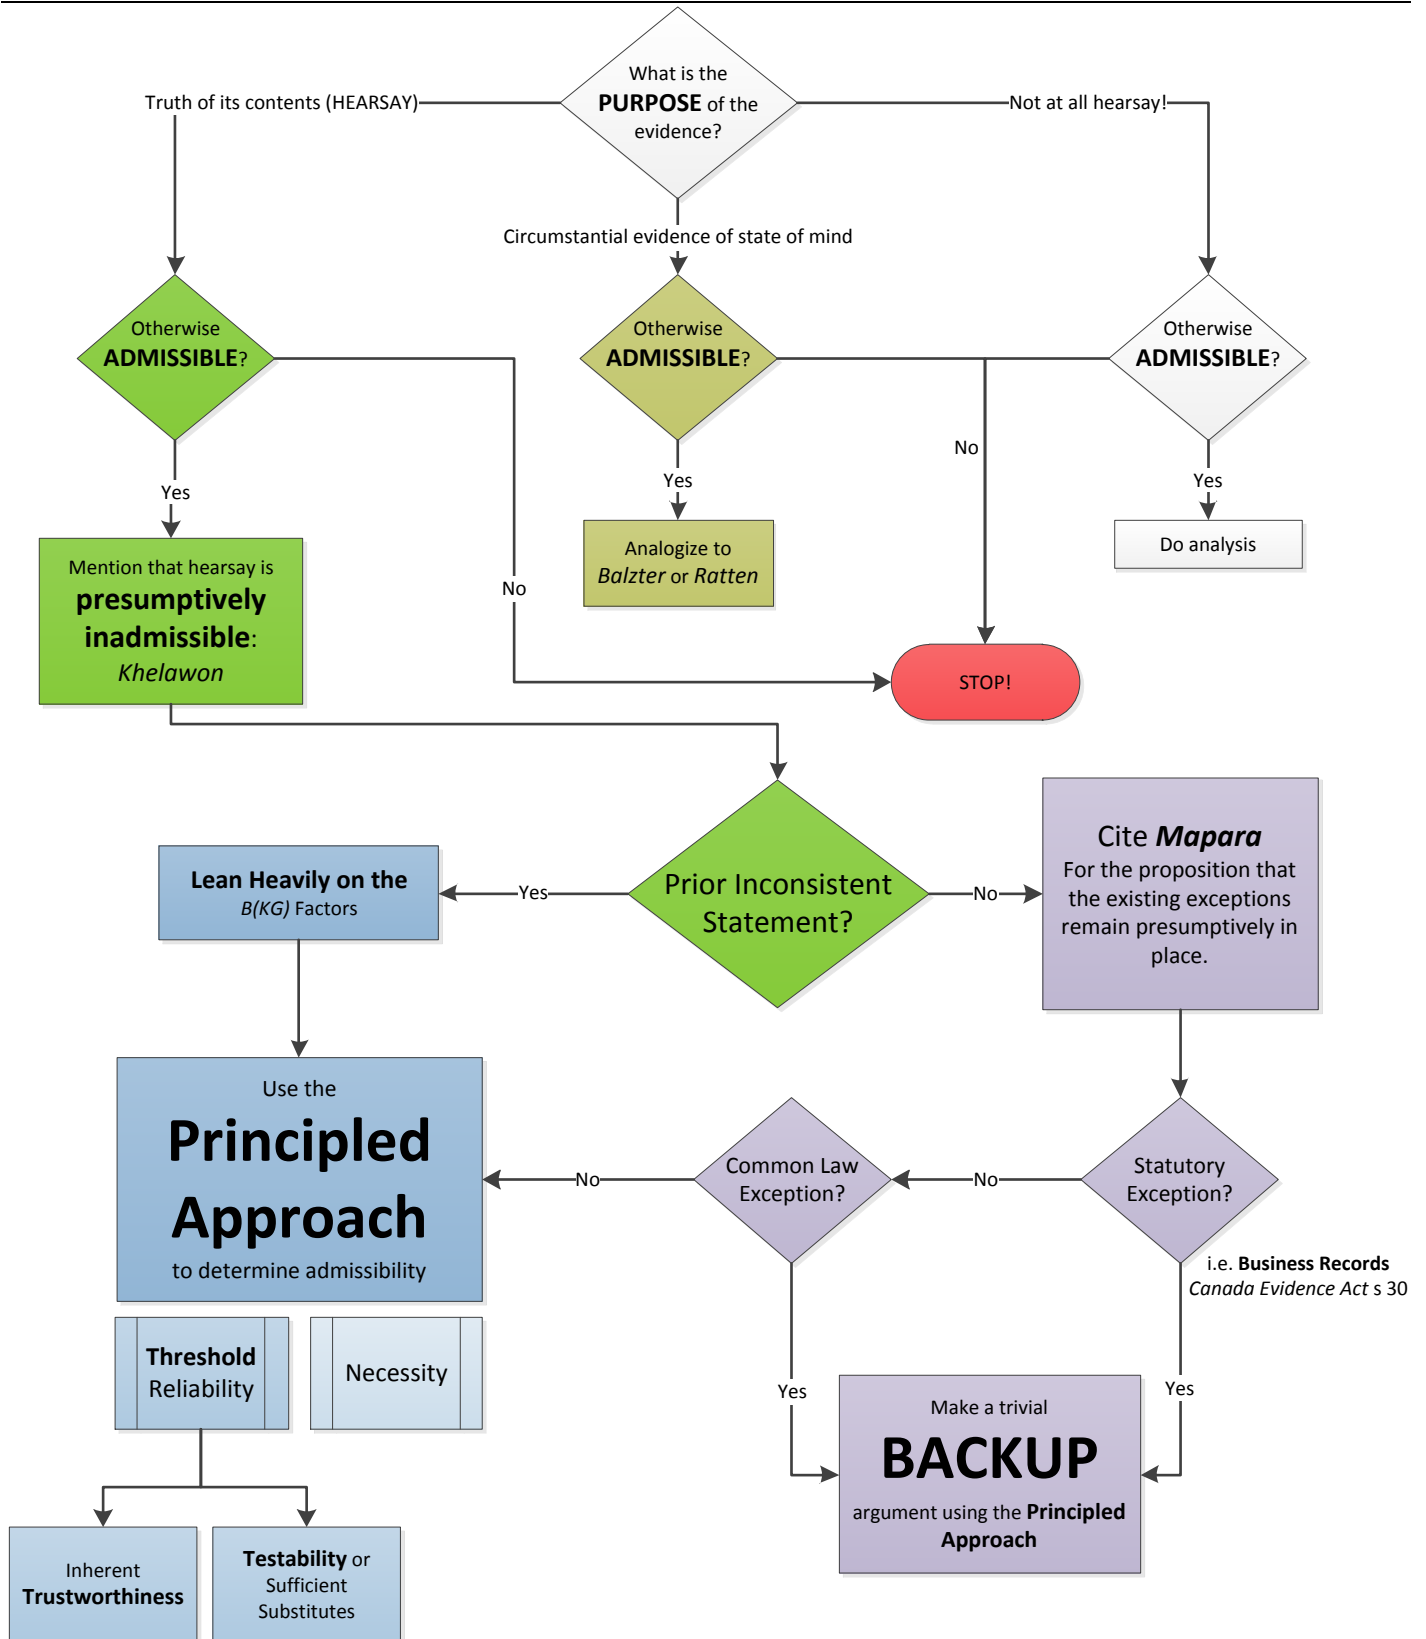 What is the
PURPOSE of the
evidence?
Truth of its contents (HEARSAY)
Not at all hearsay!
Circumstantial evidence of state of mind
Otherwise
ADMISSIBLE?
Otherwise
ADMISSIBLE?
Otherwise
ADMISSIBLE?
No
Yes
Yes
Yes
Mention that hearsay is
presumptively
inadmissible:
Khelawon
No
Analogize to
Balzter or Ratten
Do analysis
STOP!
Prior Inconsistent
Statement?
Yes
No
Lean Heavily on the
B(KG) Factors
Cite Mapara
For the proposition that
the existing exceptions
remain presumptively in
place.
Use the
Principled
Approach
to determine admissibility
No
Common Law
Exception?
No
Statutory
Exception?
i.e. Business Records
Canada Evidence Act s 30
Threshold
Reliability
Necessity
Yes
Yes
Make a trivial
BACKUP
argument using the Principled
Approach
Inherent
Trustworthiness
Testability or
Sufficient
Substitutes